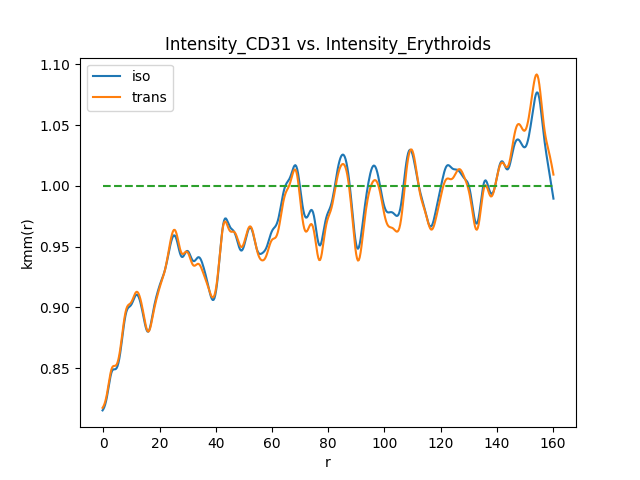 Intensity_CD31 vs. Intensity_Erythroids
iso
trans
1.10
1.05
1.00
0.95
0.90
0.85
kmm(r)
0 20 40 60 80 100 120 140 160
r